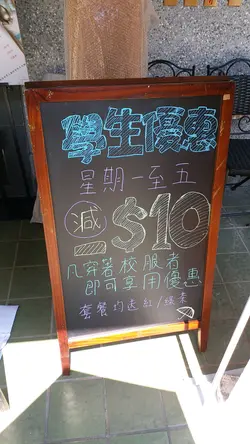 學生優惠
星期一至五
減 $10
凡穿著校服者
即可享用優惠
套餐均送紅/綠茶